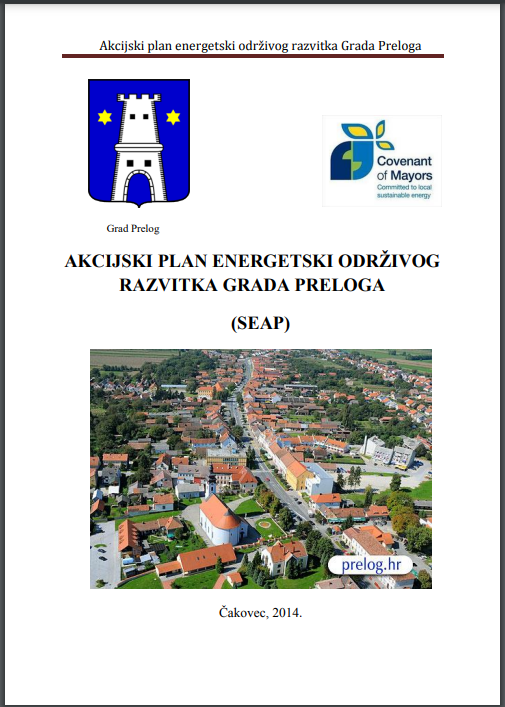 Akcijski plan energetski održivog razvitka Grada Preloga
Covenant
of Mayors
Committed to local
sustainable energy
Grad Prelog
AKCIJSKI PLAN ENERGETSKI ODRŽIVOG
RAZVITKA GRADA PRELOGA
(SEAP)
prelog.hr
Čakovec, 2014.